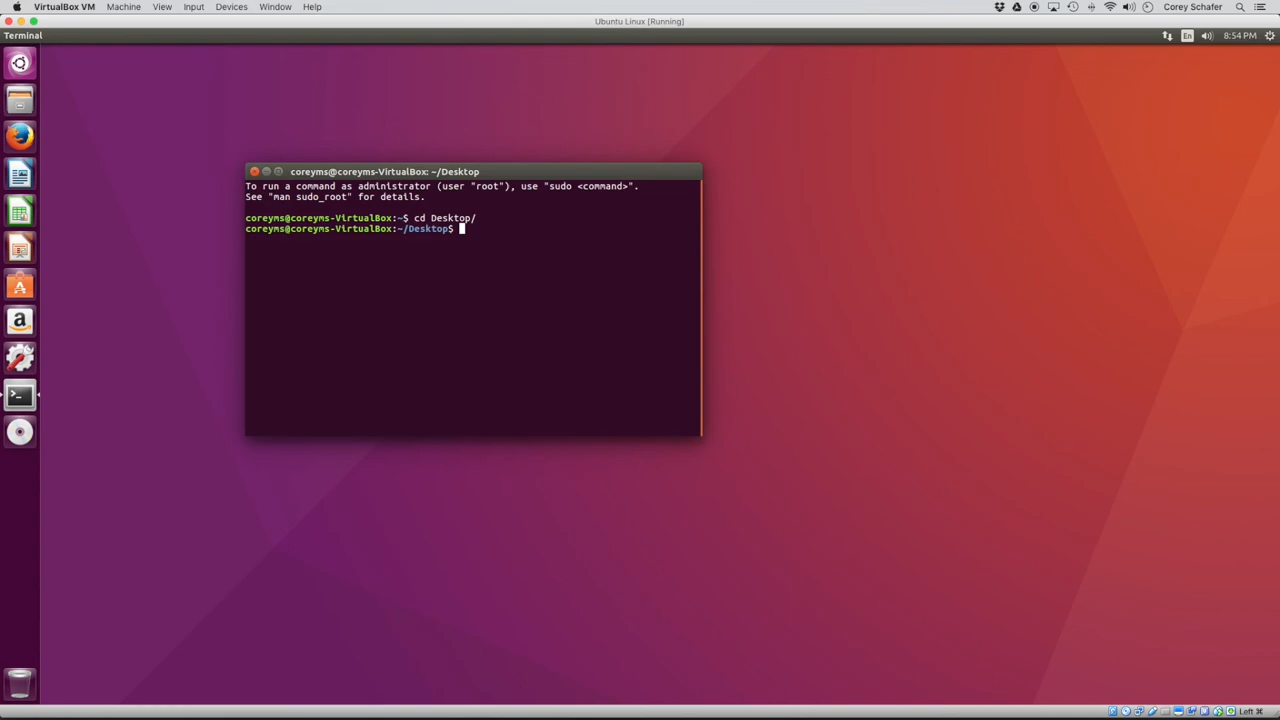 VirtualBox VM Machine View Input Devices Window Help Corey Schafer
Ubuntu Linux [Running]
Terminal En 8:54 PM
coreyms@coreyms-VirtualBox: ~/Desktop
To run a command as administrator (user "root"), use "sudo <command>".
See "man sudo_root" for details.
coreyms@coreyms-VirtualBox:~$ cd Desktop/
coreyms@coreyms-VirtualBox:~/Desktop$
Left ⌘